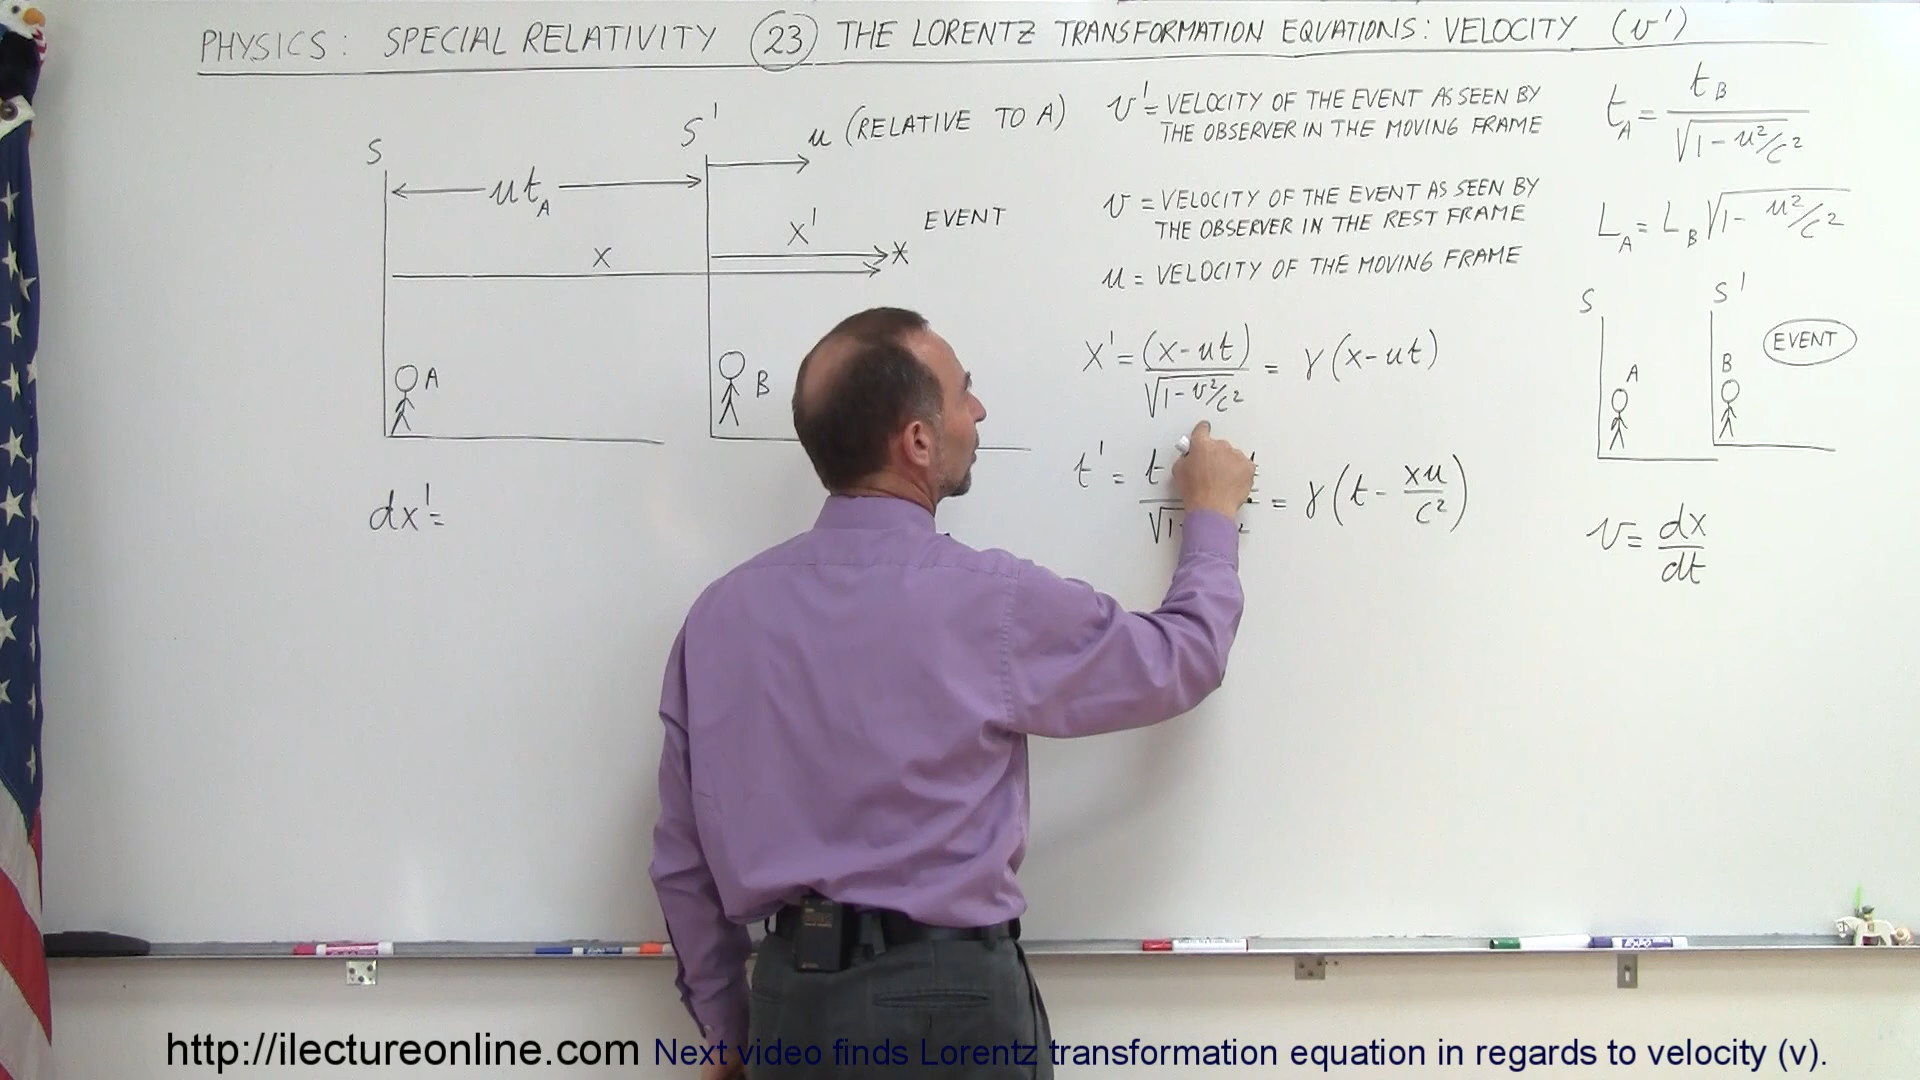 PHYSICS: SPECIAL RELATIVITY (23) THE LORENTZ TRANSFORMATION EQUATIONS: VELOCITY (v')
S
S'
u (RELATIVE TO A)
ut_A
x'
EVENT
x
*
A
B
dx' =
v' = VELOCITY OF THE EVENT AS SEEN BY
THE OBSERVER IN THE MOVING FRAME
v = VELOCITY OF THE EVENT AS SEEN BY
THE OBSERVER IN THE REST FRAME
u = VELOCITY OF THE MOVING FRAME
x' = (x-ut)/√(1-v²/c²) = γ(x-ut)
t' = t = γ(t - xu/c²)
t_A = t_B/√(1-u²/c²)
L_A = L_B √(1-u²/c²)
S
S'
EVENT
A
B
v = dx/dt
EXPO
EXPO
http://ilectureonline.com Next video finds Lorentz transformation equation in regards to velocity (v).